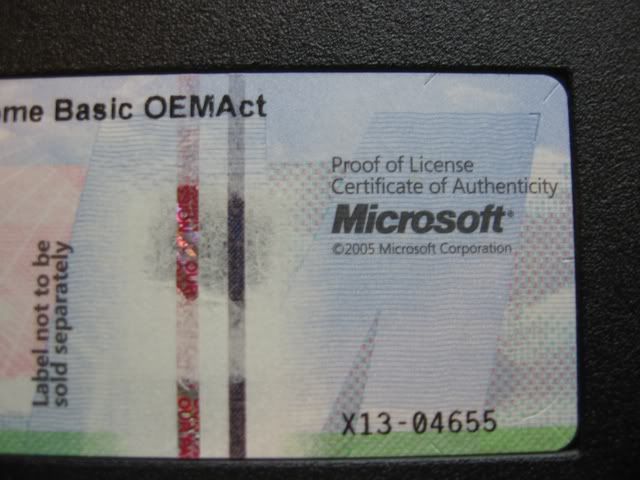 ome Basic OEMAct
Proof of License
Certificate of Authenticity
Microsoft®
©2005 Microsoft Corporation
Label not to be
sold separately
X13-04655